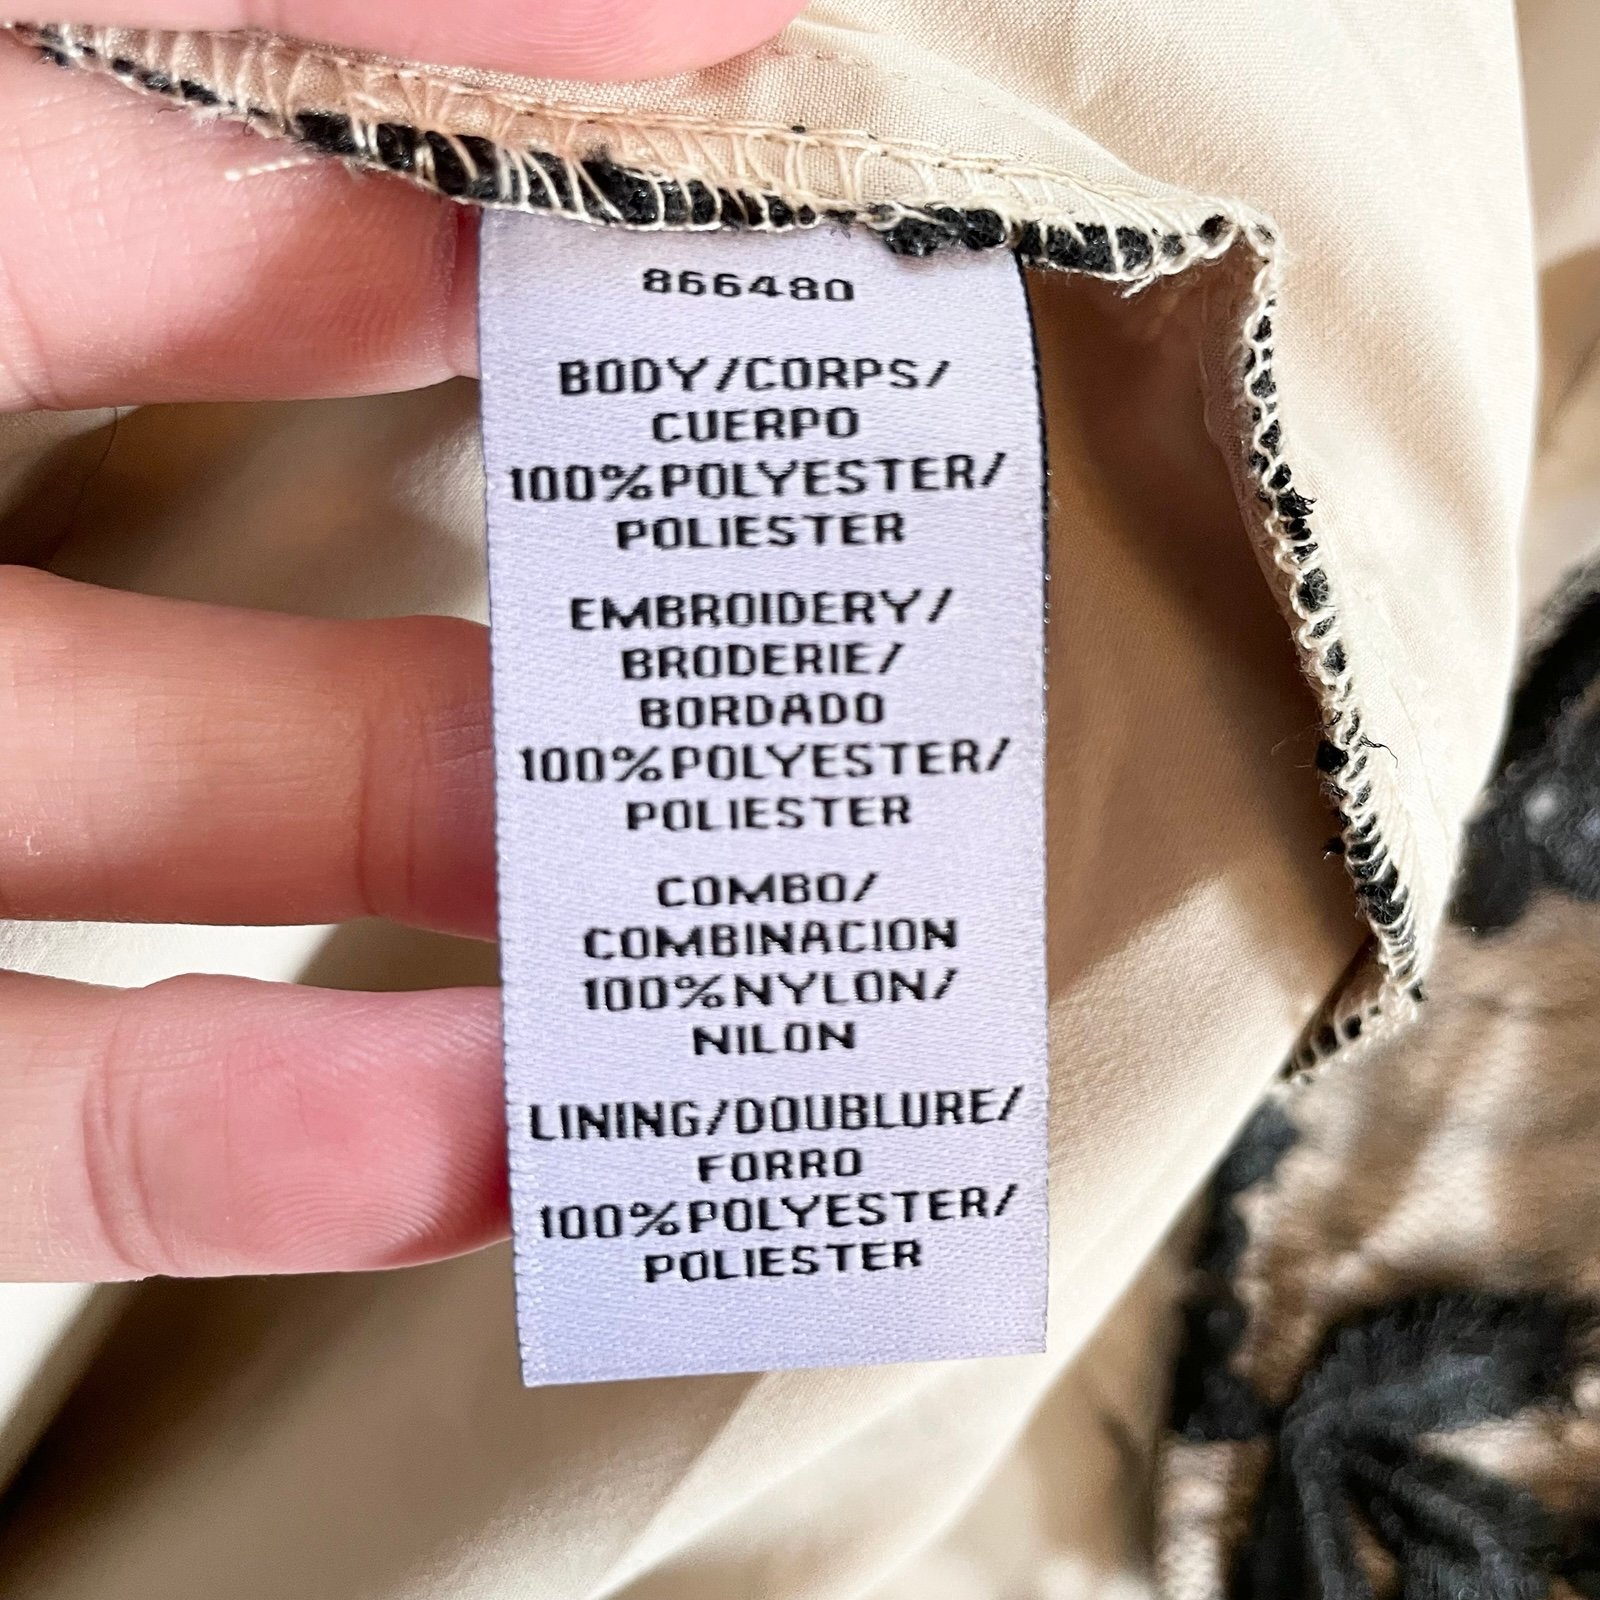 866480
BODY/CORPS/
CUERPO
100%POLYESTER/
POLIESTER
EMBROIDERY/
BRODERIE/
BORDADO
100%POLYESTER/
POLIESTER
COMBO/
COMBINACION
100%NYLON/
NILON
LINING/DOUBLURE/
FORRO
100%POLYESTER/
POLIESTER